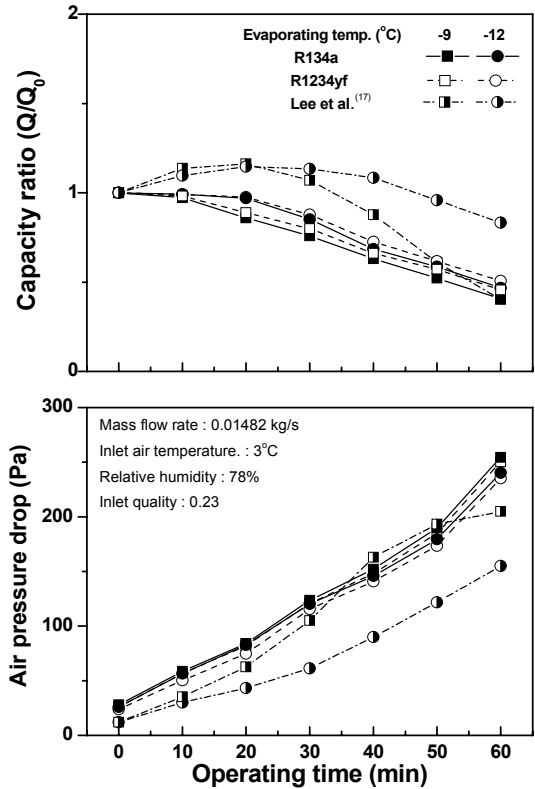 Evaporating temp. (°C) -9 -12
R134a
R1234yf
Lee et al.(17)
Capacity ratio (Q/Q0)
2
1
0
Mass flow rate : 0.01482 kg/s
Inlet air temperature. : 3°C
Relative humidity : 78%
Inlet quality : 0.23
Air pressure drop (Pa)
300
200
100
0
0 10 20 30 40 50 60
Operating time (min)